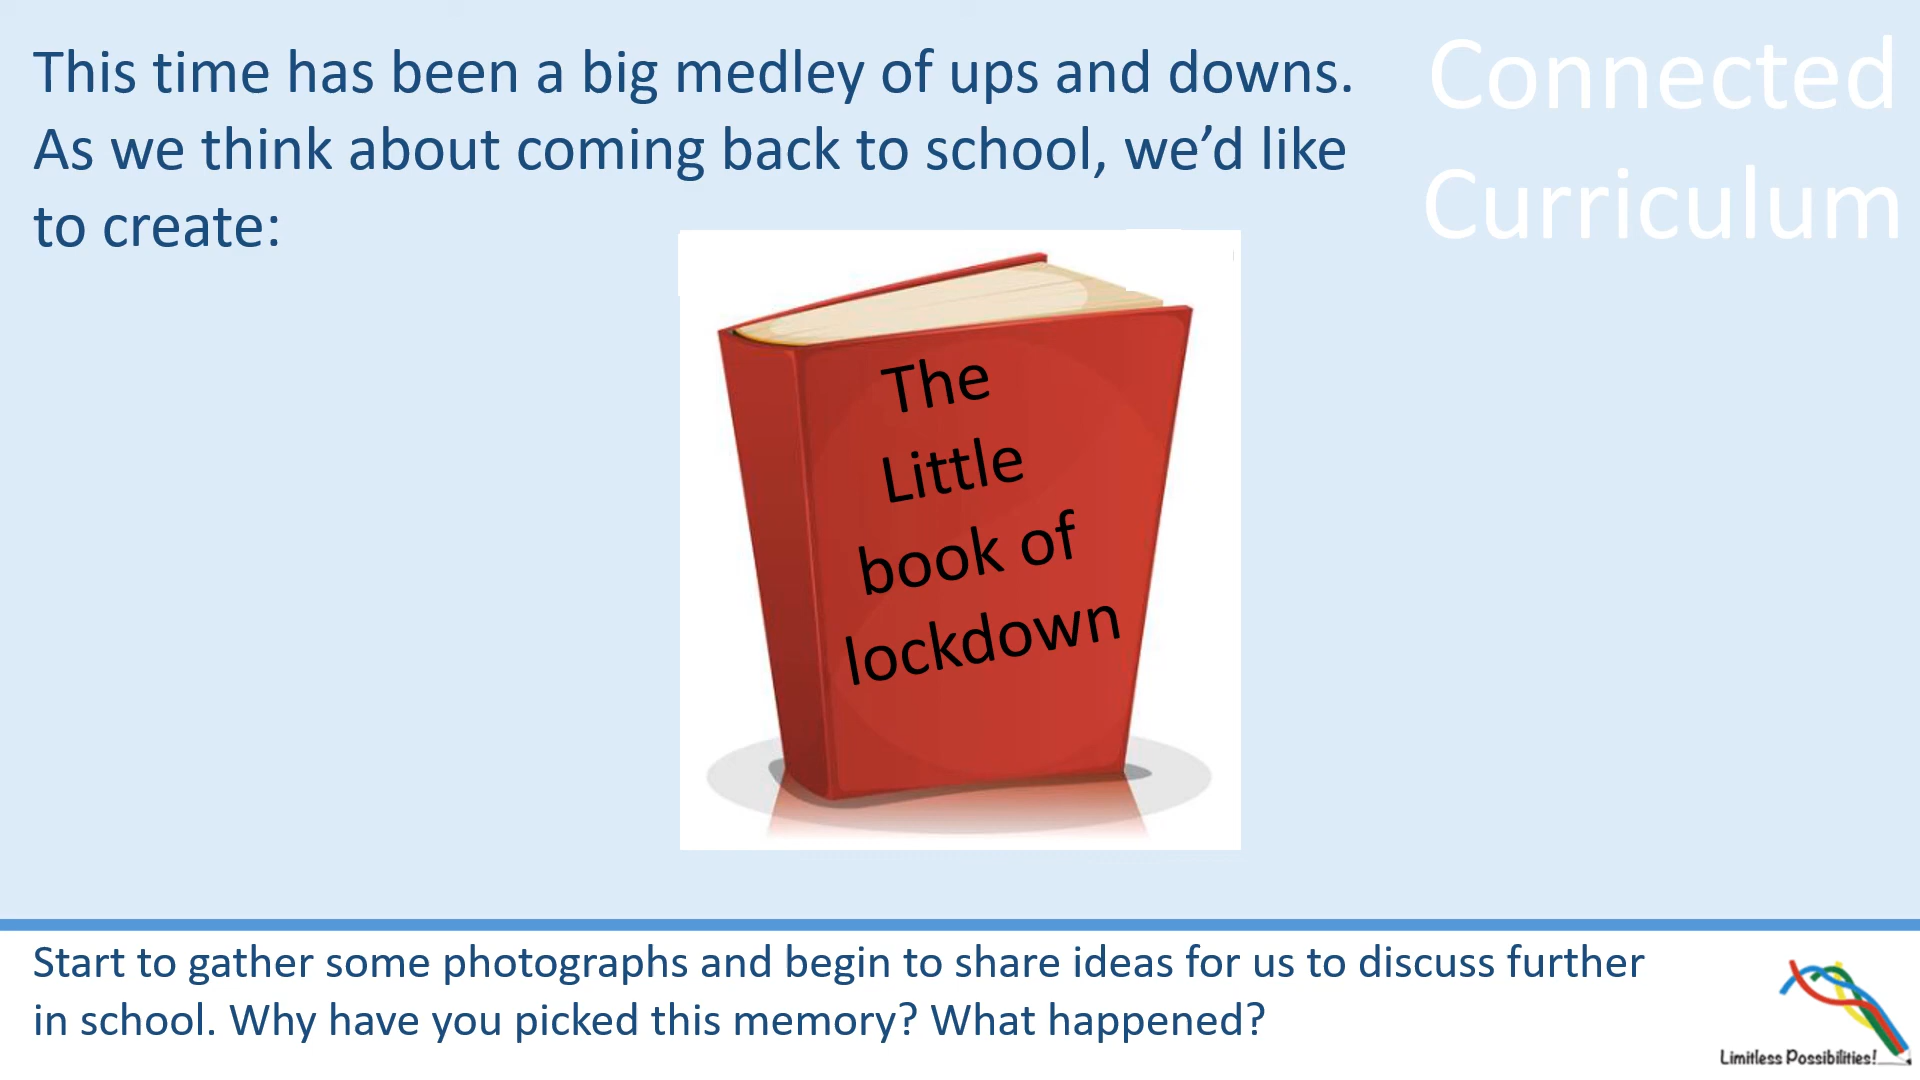 This time has been a big medley of ups and downs.
As we think about coming back to school, we’d like
to create:
Connected
Curriculum
The
Little
book of
lockdown
Start to gather some photographs and begin to share ideas for us to discuss further
in school. Why have you picked this memory? What happened?
Limitless Possibilities!